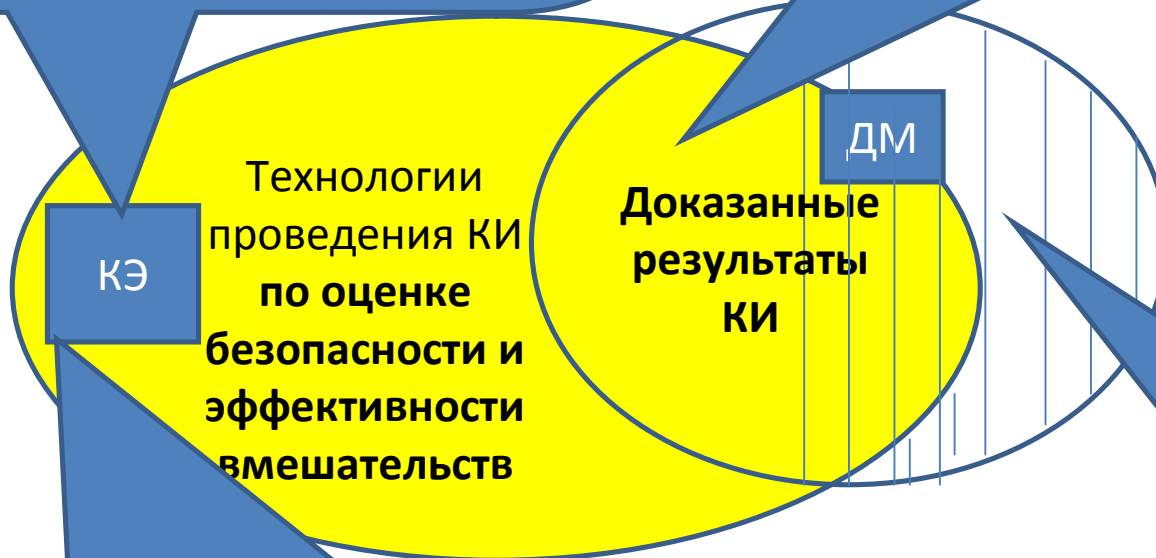 КЭ
Технологии
проведения КИ
по оценке
безопасности и
эффективности
вмешательств
ДМ
Доказанные
результаты
КИ